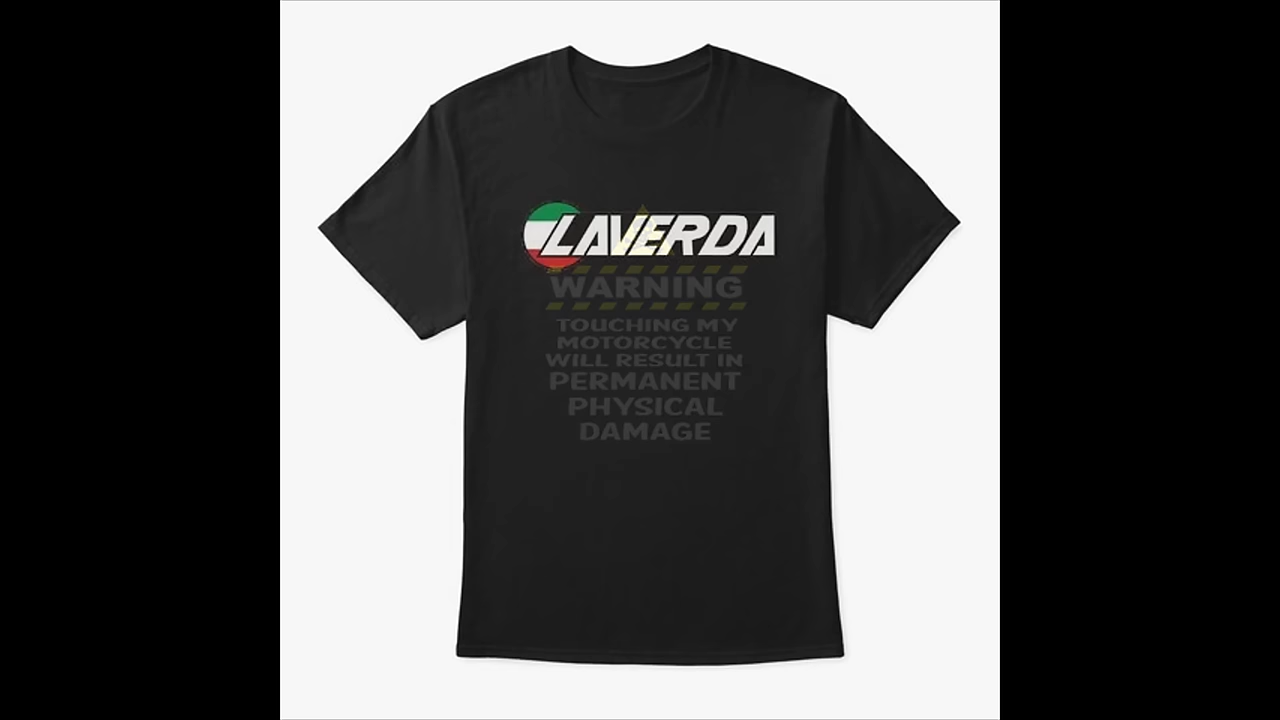 LAVERDA
WARNING
TOUCHING MY
MOTORCYCLE
WILL RESULT IN
PERMANENT
PHYSICAL
DAMAGE